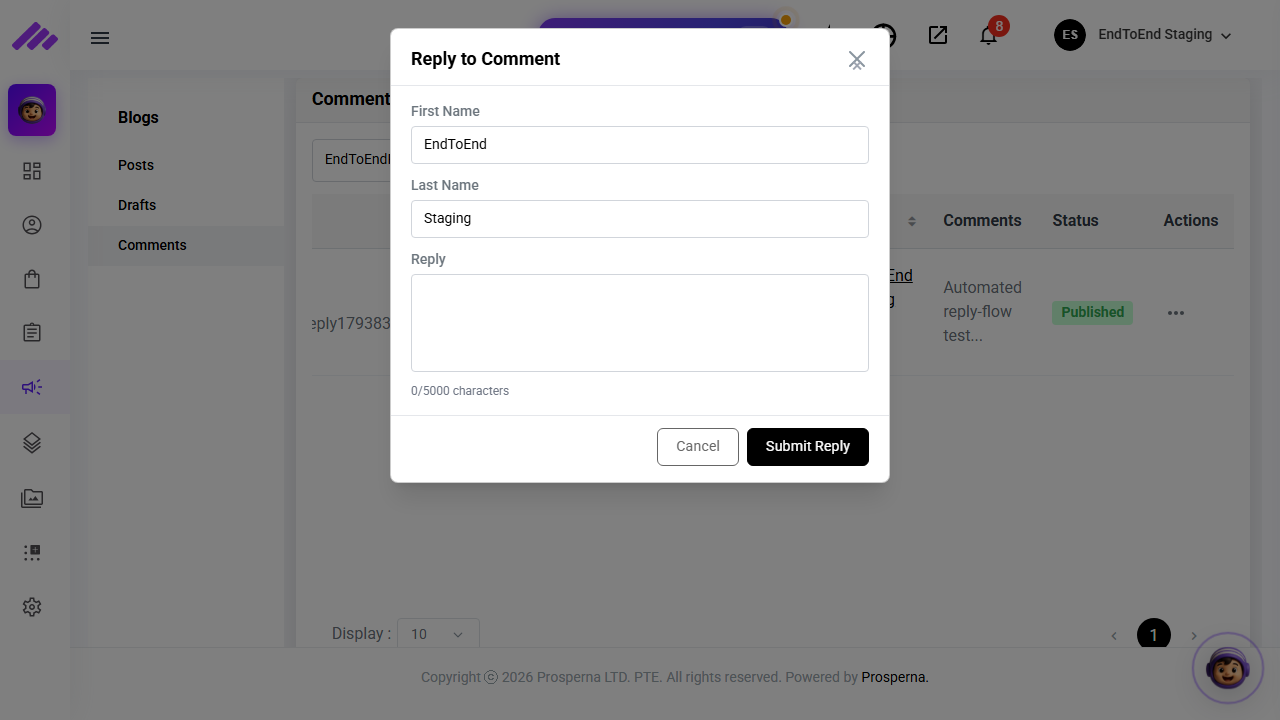 Reply to Comment
First Name
EndToEnd
Last Name
Staging
Reply
0/5000 characters
Cancel
Submit Reply
8
ES
EndToEnd Staging
Blogs
Posts
Drafts
Comments
Comment
EndToEnd
Comments
Status
Actions
eply179383
End
g
Automated
reply-flow
test...
Published
Display :
10
1
Copyright ⓒ 2026 Prosperna LTD. PTE. All rights reserved. Powered by Prosperna.